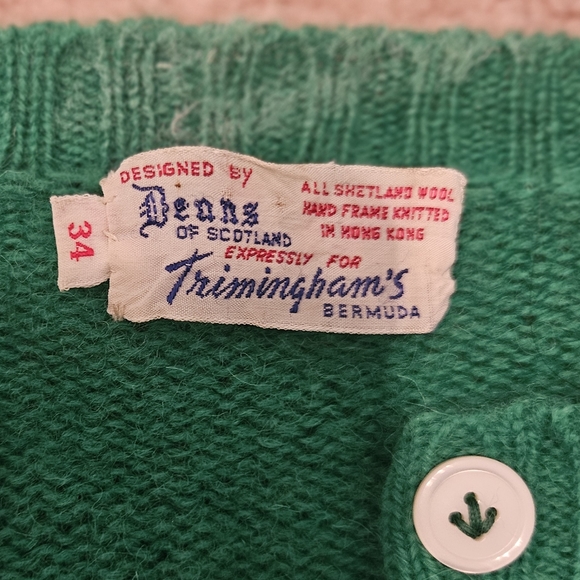 DESIGNED BY
Deans
OF SCOTLAND
ALL SHETLAND WOOL
HAND FRAME KNITTED
IN HONG KONG
EXPRESSLY FOR
Trimingham's
BERMUDA
34